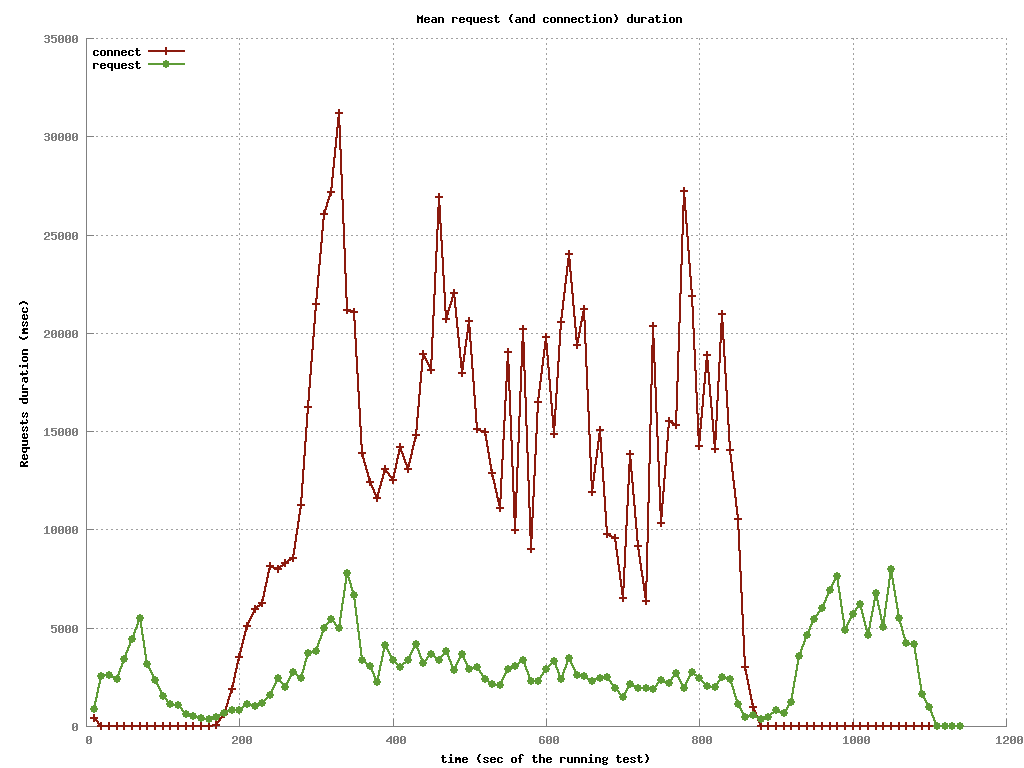 Mean request (and connection) duration
35000
connect
request
30000
25000
20000
15000
10000
5000
0
0 200 400 600 800 1000 1200
Requests duration (msec)
time (sec of the running test)